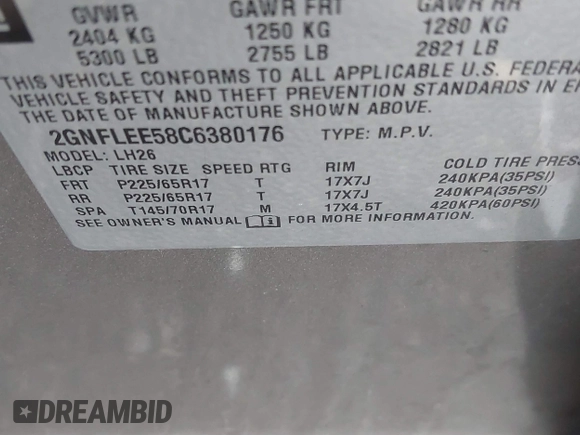 GVWR GAWR FRT GAWR RR
2404 KG 1250 KG 1280 KG
5300 LB 2755 LB 2821 LB
THIS VEHICLE CONFORMS TO ALL APPLICABLE U.S. FEDERA
VEHICLE SAFETY AND THEFT PREVENTION STANDARDS IN EF
THE DATE OF MANUFACTURE SHOWN ABOVE.
2GNFLEE58C6380176 TYPE: M.P.V.
MODEL: LH26
LBCP TIRE SIZE SPEED RTG RIM COLD TIRE PRES
FRT P225/65R17 T 17X7J 240KPA(35PSI)
RR P225/65R17 T 17X7J 240KPA(35PSI)
SPA T145/70R17 M 17X4.5T 420KPA(60PSI)
SEE OWNER'S MANUAL FOR MORE INFORMATION.
DREAMBID